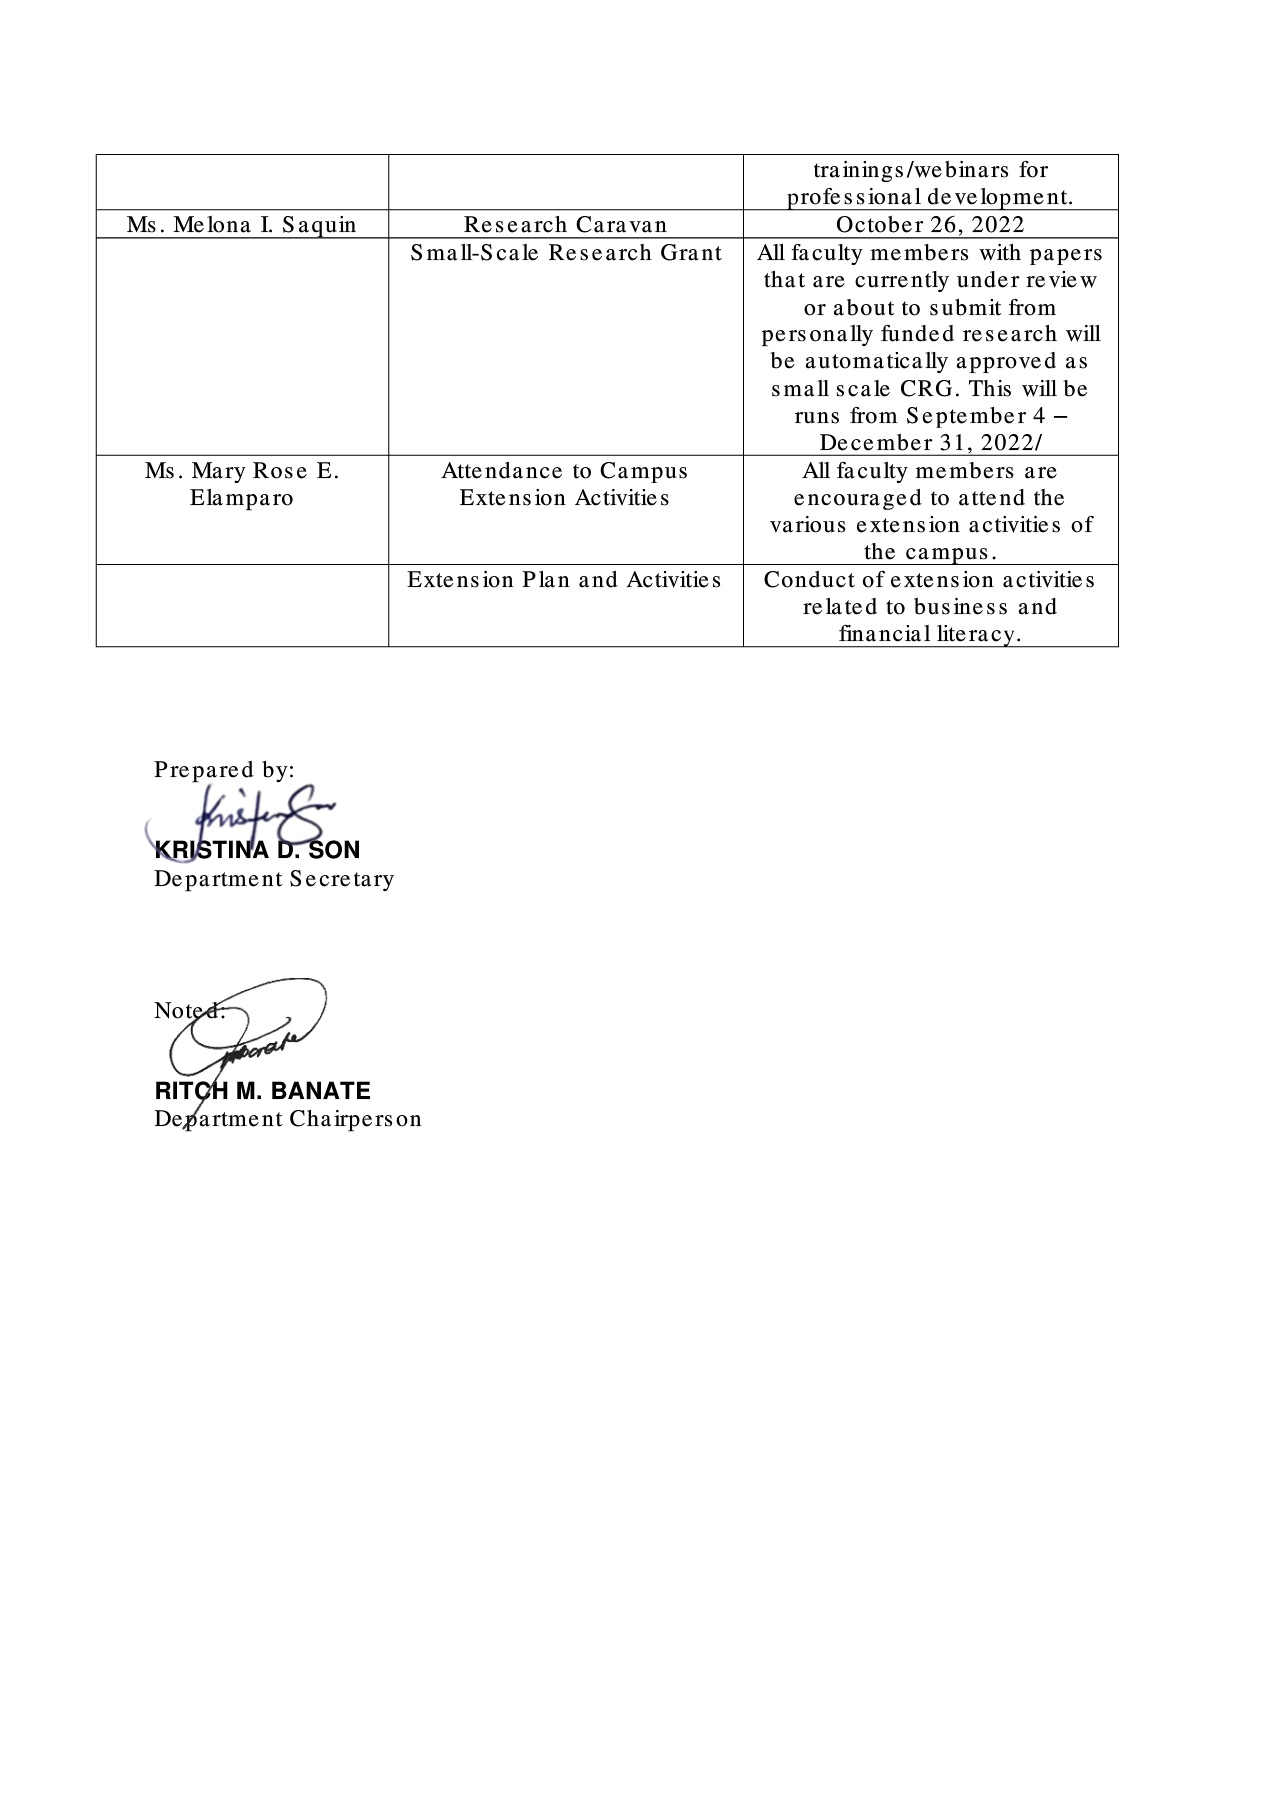 trainings/webinars for
professional development.
Ms. Melona I. Saquin
Research Caravan
October 26, 2022
Small-Scale Research Grant
All faculty members with papers
that are currently under review
or about to submit from
personally funded research will
be automatically approved as
small scale CRG. This will be
runs from September 4 –
December 31, 2022/
Ms. Mary Rose E.
Elamparo
Attendance to Campus
Extension Activities
All faculty members are
encouraged to attend the
various extension activities of
the campus.
Extension Plan and Activities
Conduct of extension activities
related to business and
financial literacy.
Prepared by:
KRISTINA D. SON
Department Secretary
Noted:
RITCH M. BANATE
Department Chairperson